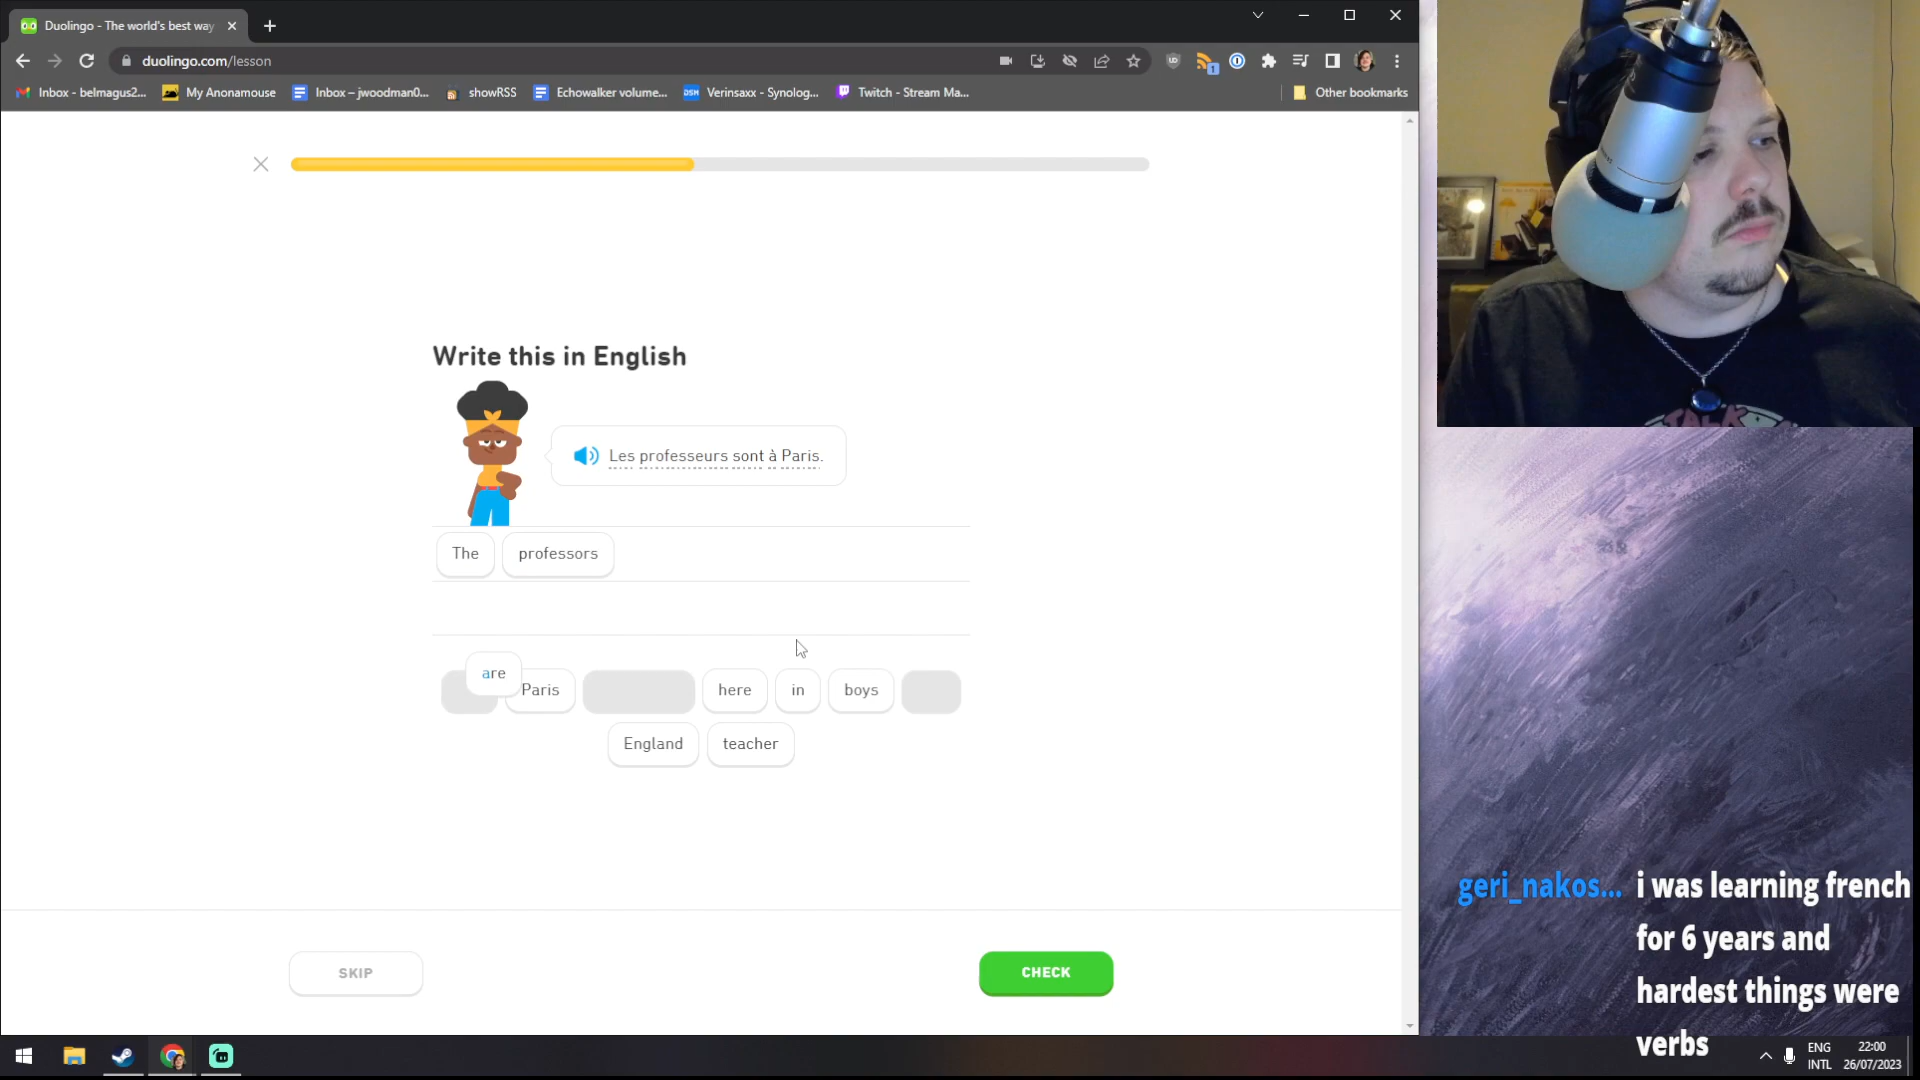 Duolingo - The world's best way
duolingo.com/lesson
1
Inbox - belmagus2...
My Anonamouse
Inbox – jwoodman0...
showRSS
Echowalker volume...
DSM
Verinsaxx - Synolog...
Twitch - Stream Ma...
Other bookmarks
Write this in English
Les professeurs sont à Paris.
The professors
are Paris here in boys
England teacher
SKIP
CHECK
geri_nakos... i was learning french
for 6 years and
hardest things were
verbs
ENG
INTL
22:00
26/07/2023